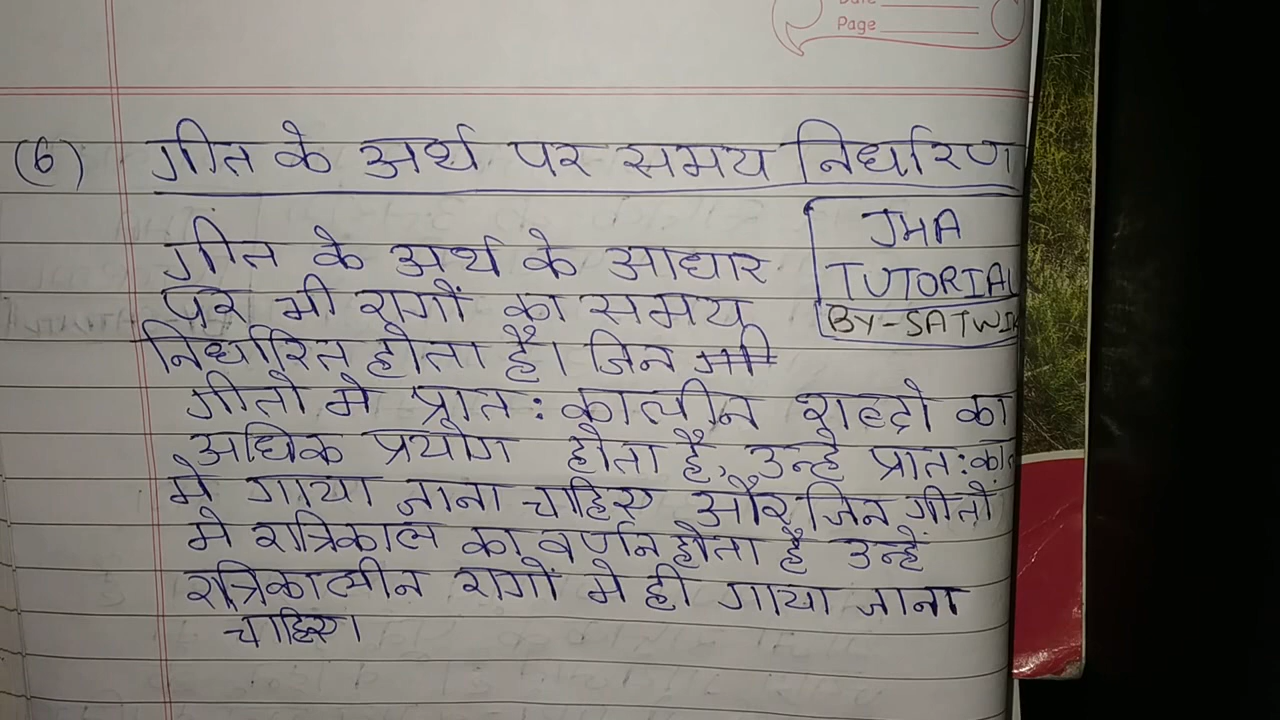 Date
Page
(6) गीत के अर्थ पर समय निर्धारण
JHA
TUTORIAL
BY-SATWIK
गीत के अर्थ के आधार
पर भी रागों का समय
निर्धारित होता है। जिन
गीतो मे प्रात: कालीन शब्दो का
अधिक प्रयोग होता है, उन्हे प्रात:काल
मे गाया जाना चाहिए और जिन गीतो
मे रात्रिकाल का वर्णन होता है उन्हें
रात्रिकालीन रागों मे ही गाया जाना
चाहिए।